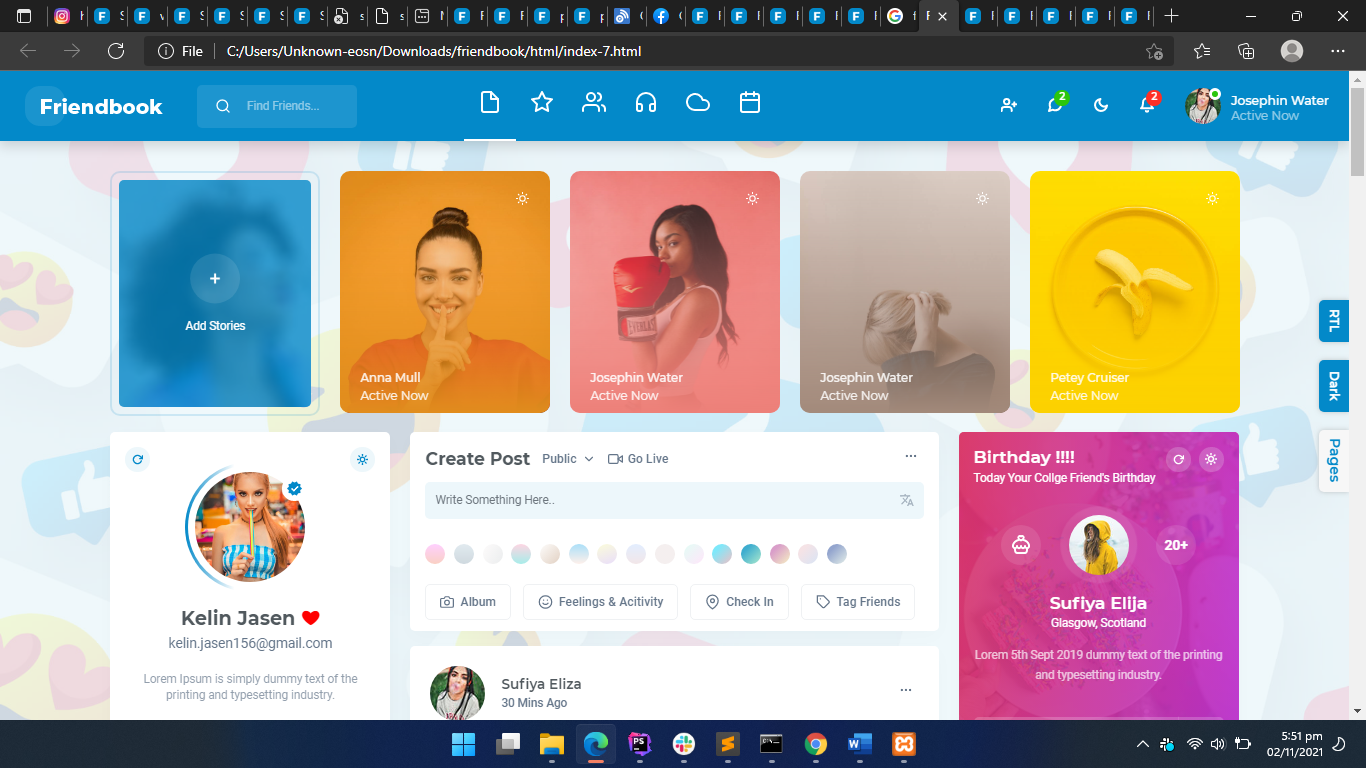 File
C:/Users/Unknown-eosn/Downloads/friendbook/html/index-7.html
Friendbook
Find Friends...
2
2
Josephin Water
Active Now
Add Stories
Anna Mull
Active Now
Josephin Water
Active Now
Josephin Water
Active Now
Petey Cruiser
Active Now
RTL
Dark
Pages
Kelin Jasen
kelin.jasen156@gmail.com
Lorem Ipsum is simply dummy text of the
printing and typesetting industry.
Create Post
Public
Go Live
Write Something Here..
Album
Feelings & Acitivity
Check In
Tag Friends
Sufiya Eliza
30 Mins Ago
Birthday !!!!
Today Your Collge Friend's Birthday
20+
Sufiya Elija
Glasgow, Scotland
Lorem 5th Sept 2019 dummy text of the printing
and typesetting industry.
5:51 pm
02/11/2021